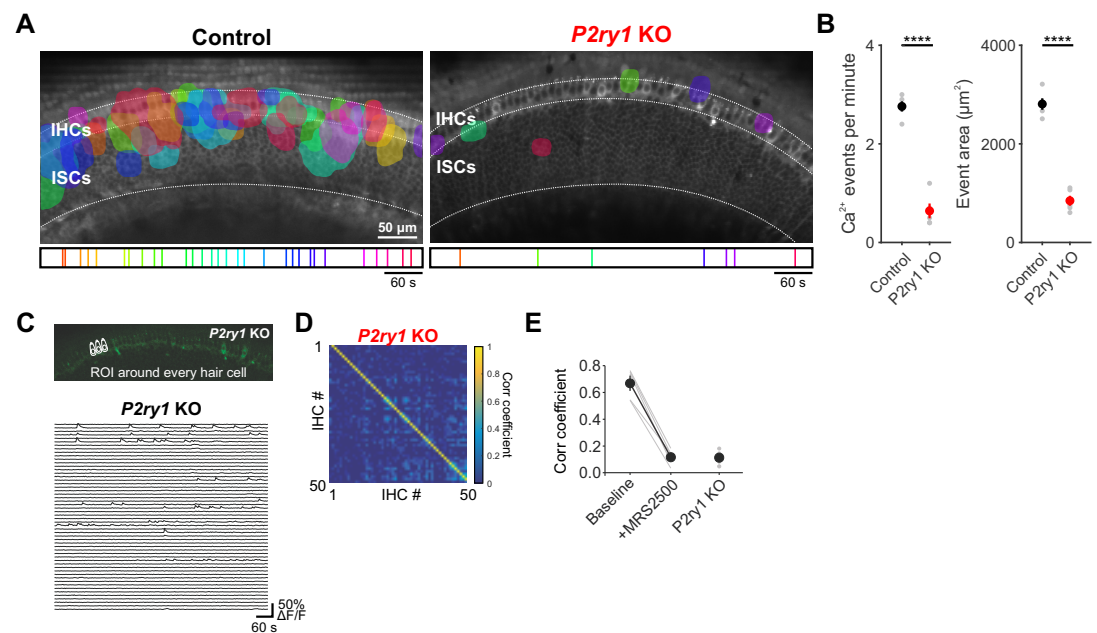 A
Control
P2ry1 KO
IHCs
ISCs
50 µm
60 s
IHCs
ISCs
60 s
B
Ca²⁺ events per minute
4
2
0
****
Control
P2ry1 KO
Event area (µm²)
4000
2000
0
****
Control
P2ry1 KO
C
P2ry1 KO
ROI around every hair cell
P2ry1 KO
50%
ΔF/F
60 s
D
P2ry1 KO
1
IHC #
50
1
IHC #
50
1
0.8
0.6
0.4
0.2
0
Corr coefficient
E
Corr coefficient
0.8
0.6
0.4
0.2
0.0
Baseline
+MRS2500
P2ry1 KO